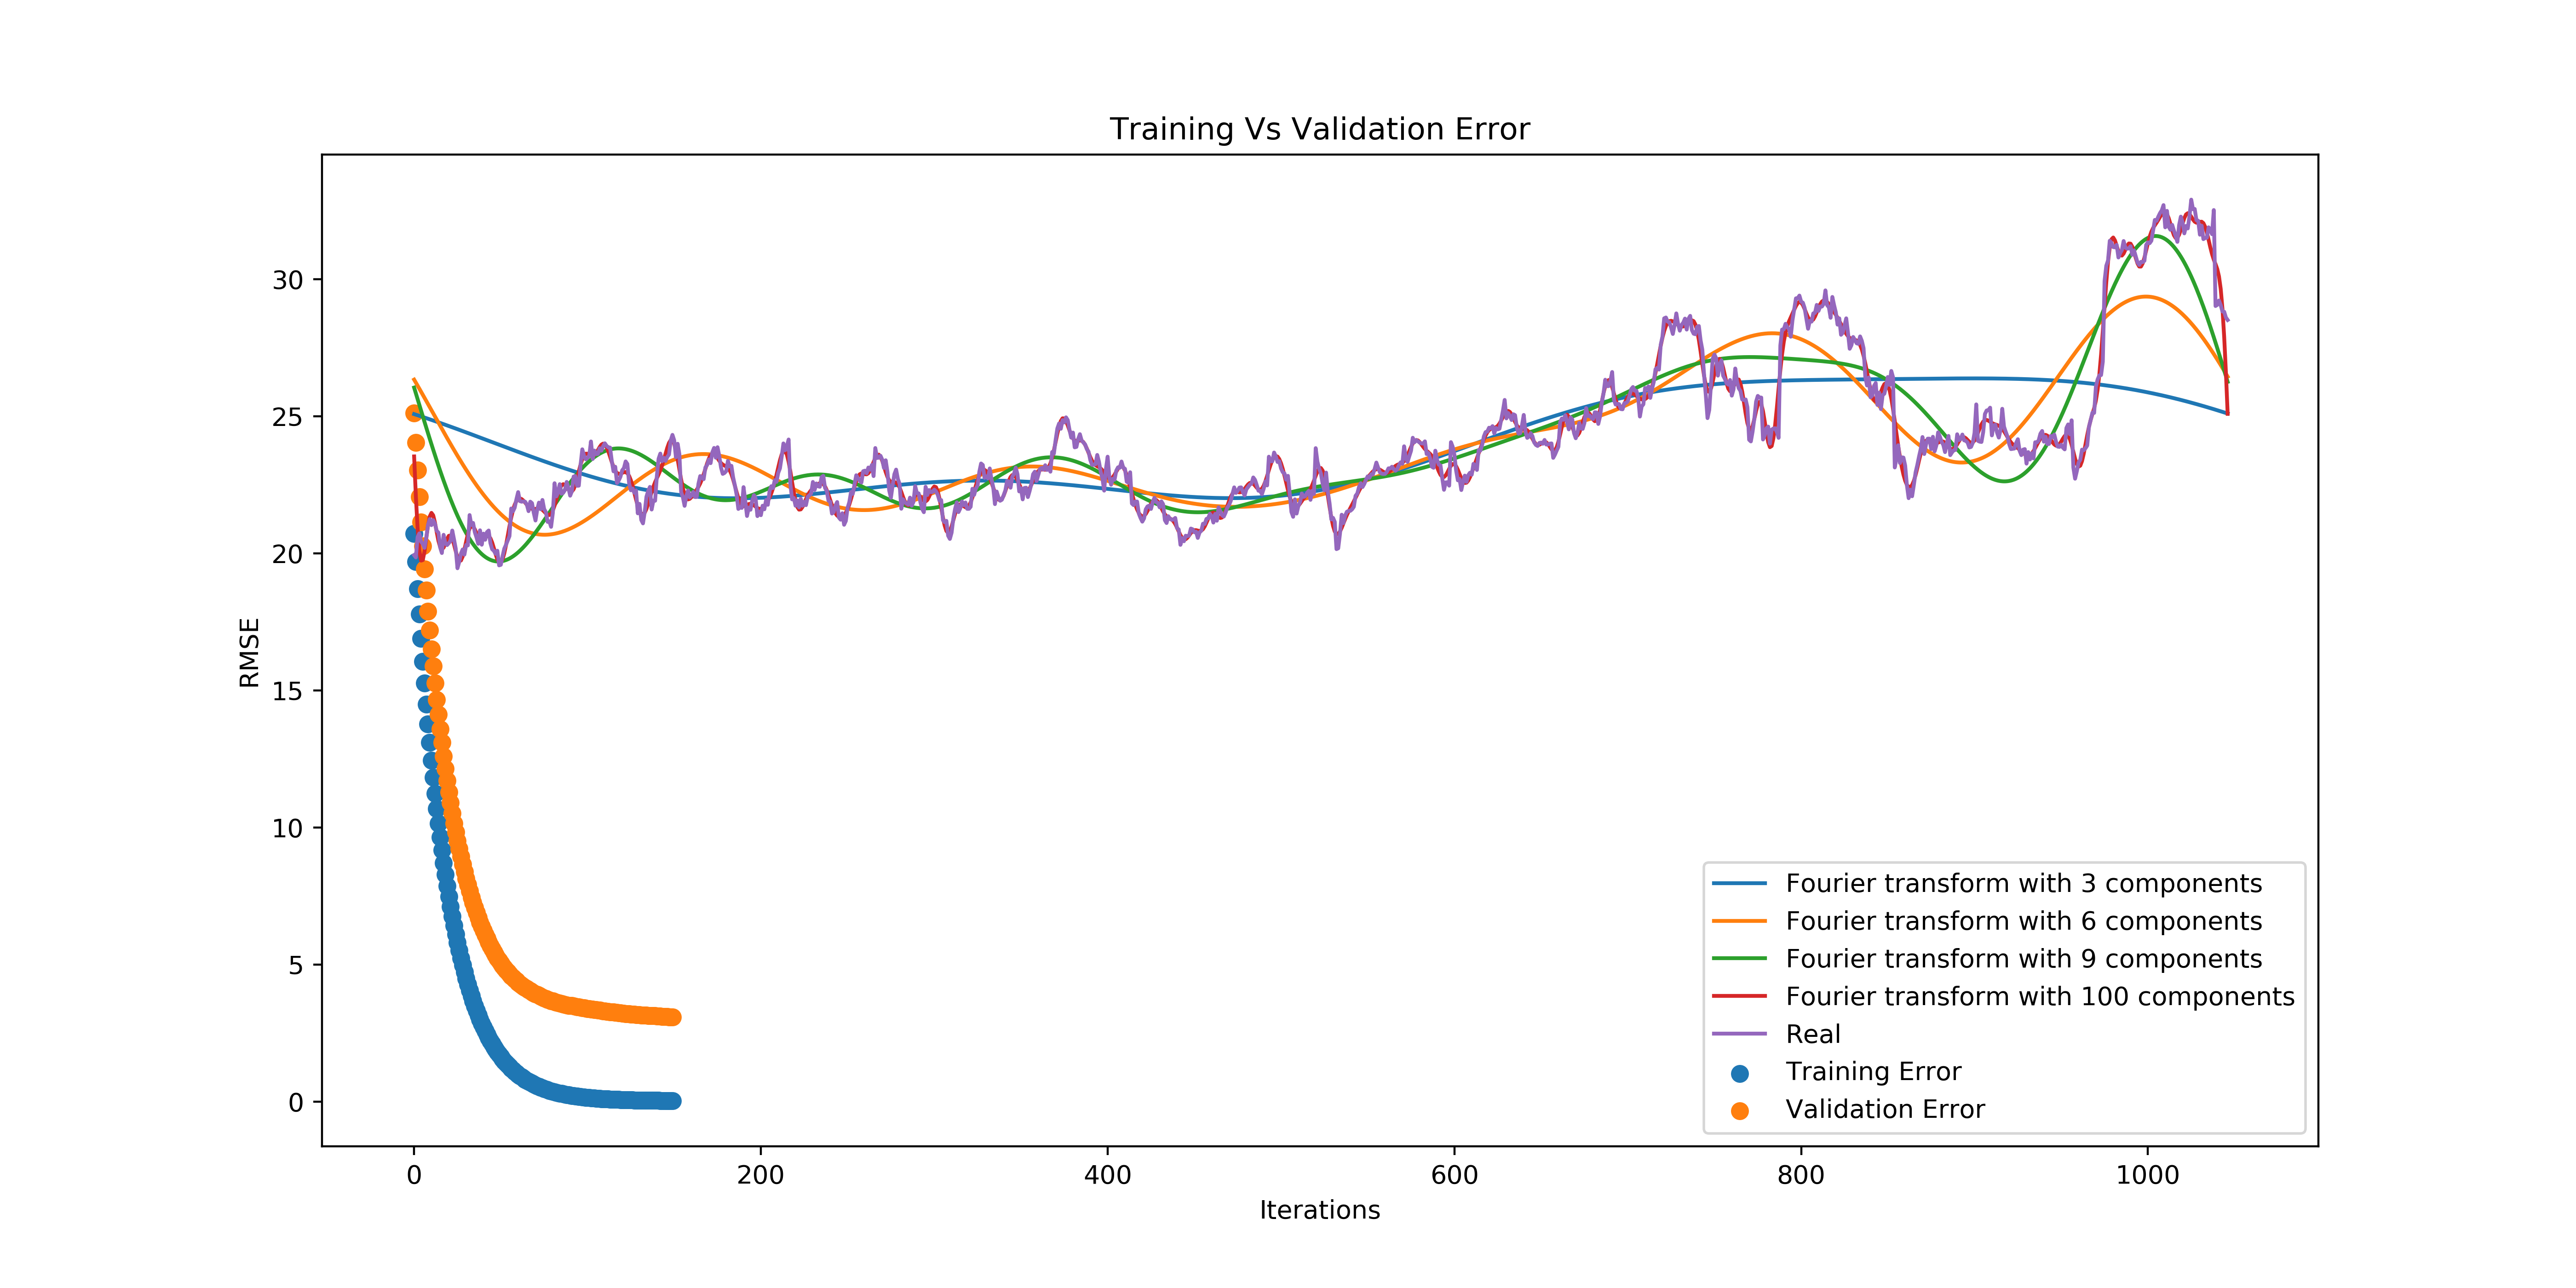 Training Vs Validation Error
30
25
20
15
10
5
0
RMSE
0 200 400 600 800 1000
Iterations
Fourier transform with 3 components
Fourier transform with 6 components
Fourier transform with 9 components
Fourier transform with 100 components
Real
Training Error
Validation Error